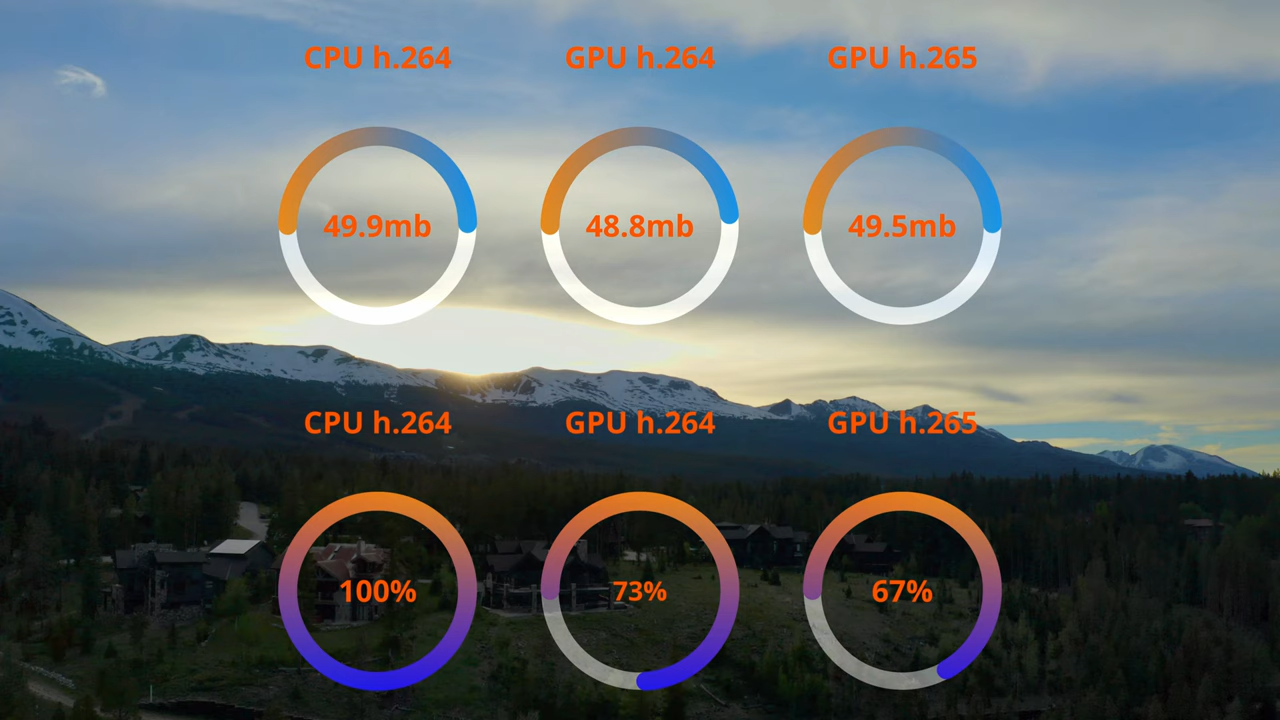 CPU h.264 GPU h.264 GPU h.265
49.9mb 48.8mb 49.5mb
CPU h.264 GPU h.264 GPU h.265
100% 73% 67%